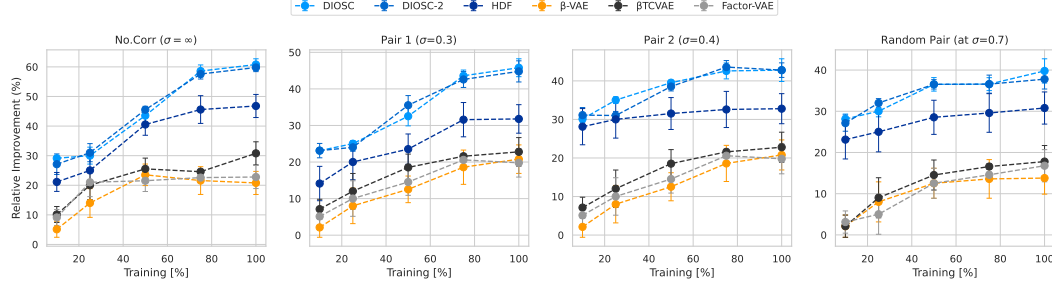 DIOSC DIOSC-2 HDF β-VAE βTCVAE Factor-VAE
No.Corr (σ = ∞)
Relative Improvement (%)
60
50
40
30
20
10
0
20 40 60 80 100
Training [%]
Pair 1 (σ=0.3)
50
40
30
20
10
0
20 40 60 80 100
Training [%]
Pair 2 (σ=0.4)
40
30
20
10
0
20 40 60 80 100
Training [%]
Random Pair (at σ=0.7)
40
30
20
10
0
20 40 60 80 100
Training [%]